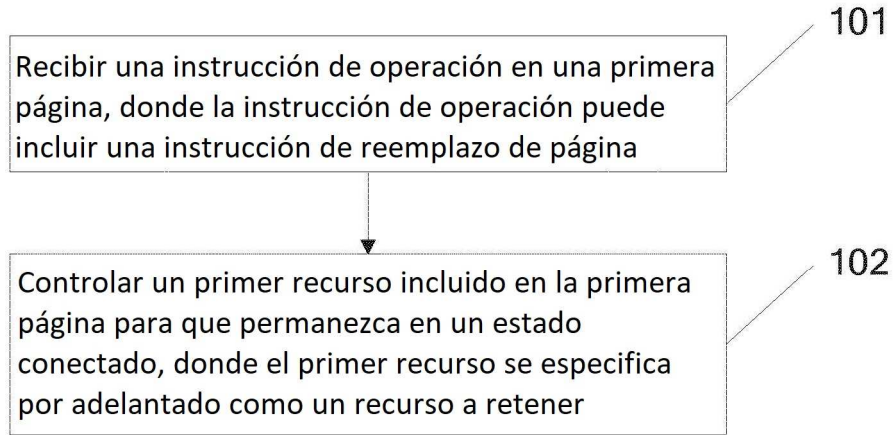 101
Recibir una instrucción de operación en una primera
página, donde la instrucción de operación puede
incluir una instrucción de reemplazo de página
102
Controlar un primer recurso incluido en la primera
página para que permanezca en un estado
conectado, donde el primer recurso se especifica
por adelantado como un recurso a retener